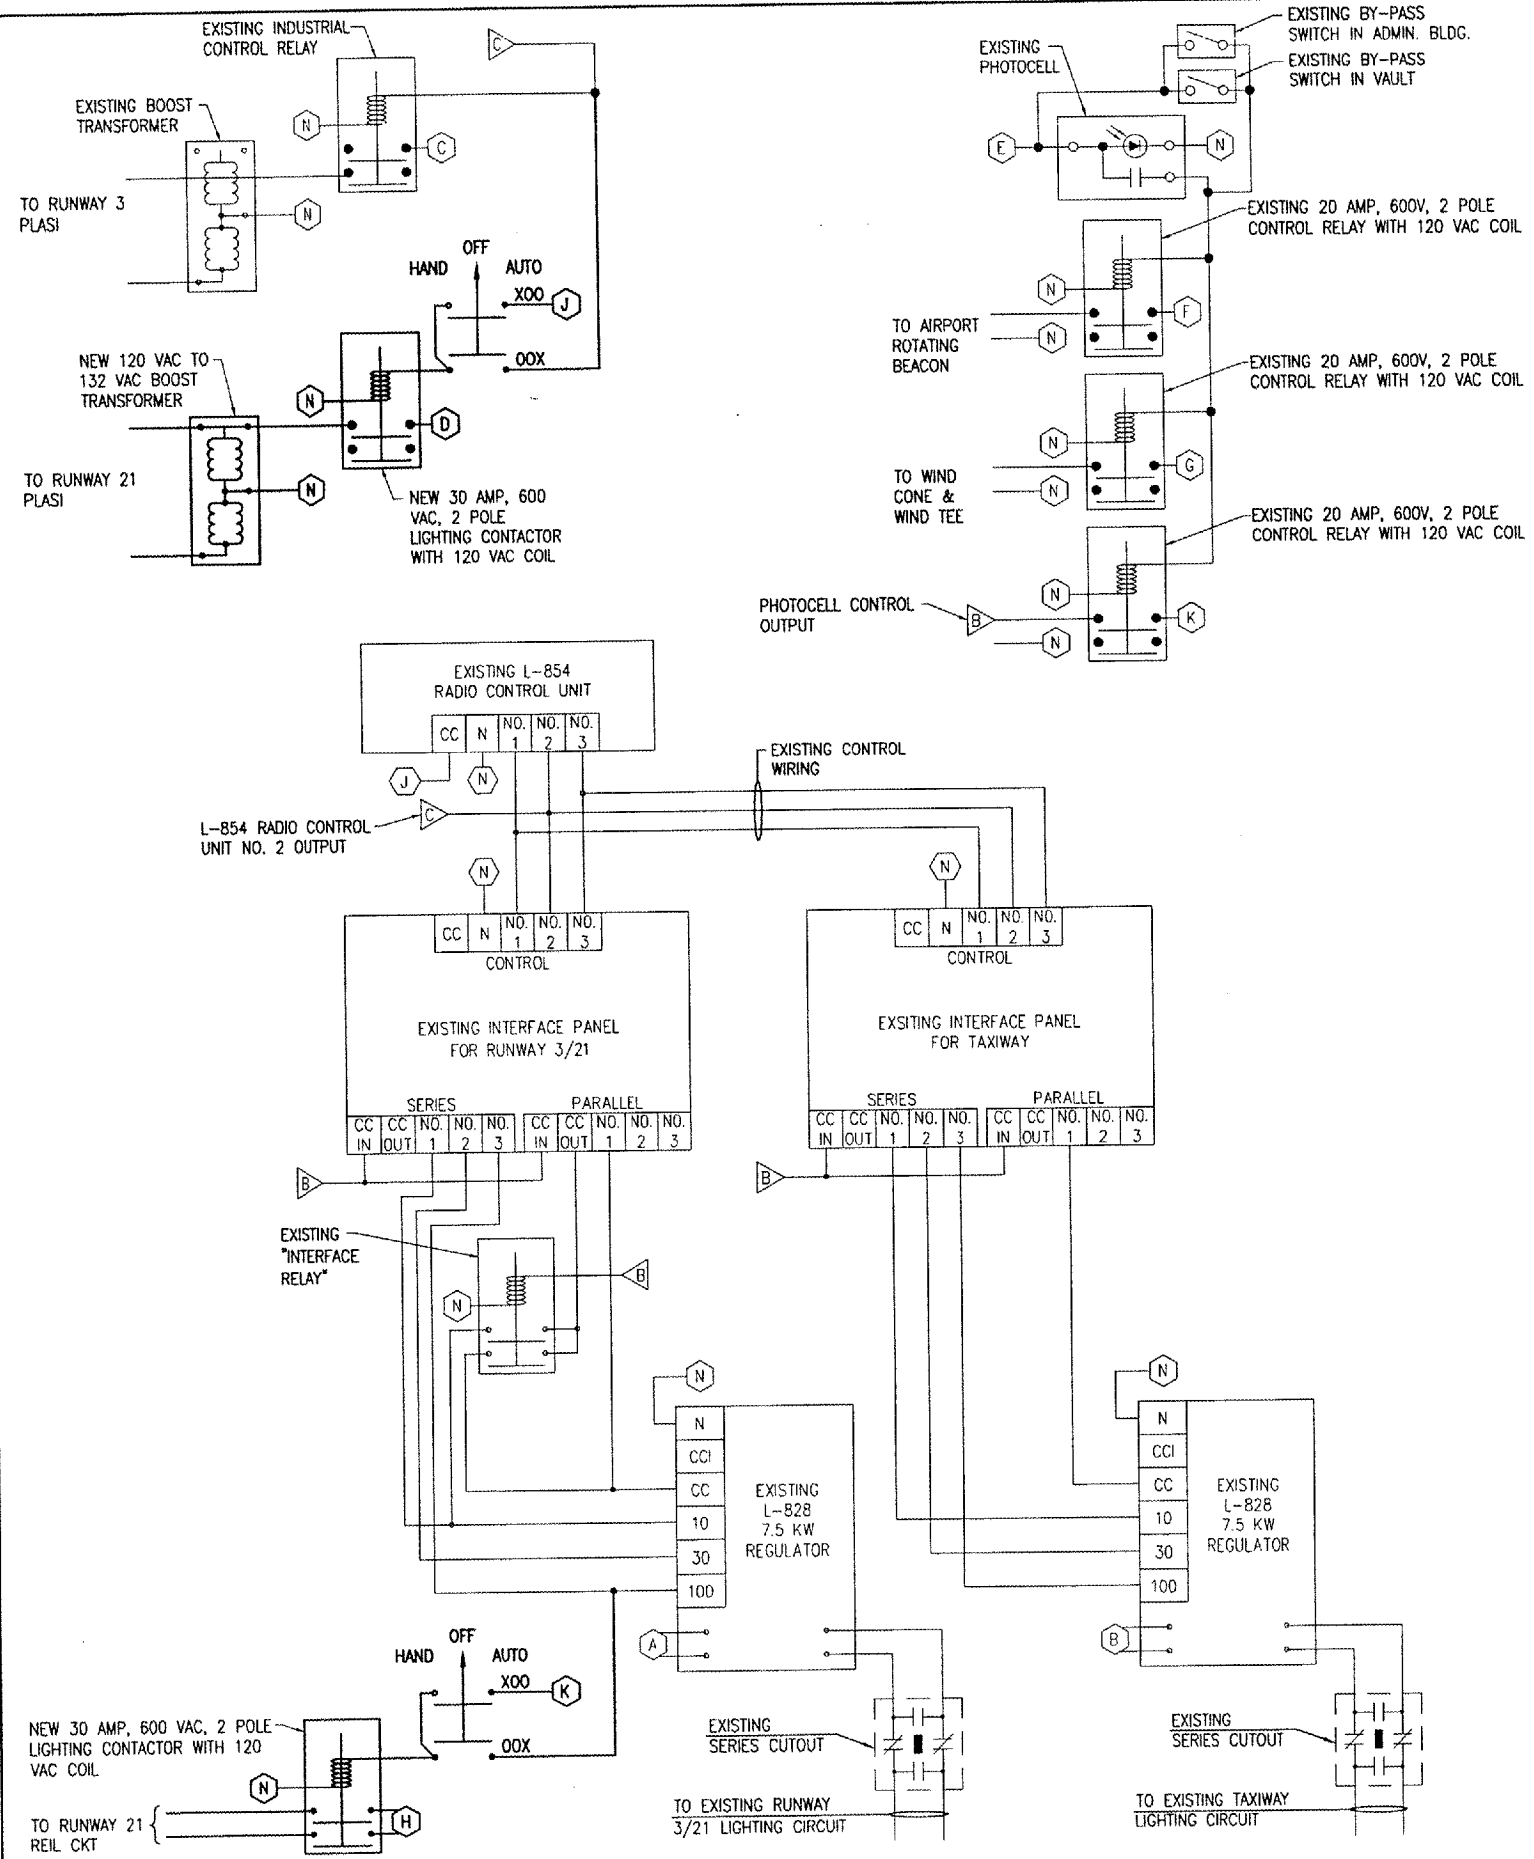 EXISTING INDUSTRIAL
CONTROL RELAY
C
EXISTING BOOST
TRANSFORMER
N
C
TO RUNWAY 3
PLASI
N
OFF
HAND
AUTO
XOO
J
OOX
NEW 120 VAC TO
132 VAC BOOST
TRANSFORMER
N
D
TO RUNWAY 21
PLASI
N
NEW 30 AMP, 600
VAC, 2 POLE
LIGHTING CONTACTOR
WITH 120 VAC COIL
EXISTING BY-PASS
SWITCH IN ADMIN. BLDG.
EXISTING
PHOTOCELL
EXISTING BY-PASS
SWITCH IN VAULT
E
N
EXISTING 20 AMP, 600V, 2 POLE
CONTROL RELAY WITH 120 VAC COIL
N
F
TO AIRPORT
ROTATING
BEACON
N
EXISTING 20 AMP, 600V, 2 POLE
CONTROL RELAY WITH 120 VAC COIL
N
G
TO WIND
CONE &
WIND TEE
N
EXISTING 20 AMP, 600V, 2 POLE
CONTROL RELAY WITH 120 VAC COIL
N
PHOTOCELL CONTROL
OUTPUT
B
K
N
EXISTING L-854
RADIO CONTROL UNIT
CC N NO. 1 NO. 2 NO. 3
J
N
EXISTING CONTROL
WIRING
C
L-854 RADIO CONTROL
UNIT NO. 2 OUTPUT
N
CC N NO. 1 NO. 2 NO. 3
CONTROL
EXISTING INTERFACE PANEL
FOR RUNWAY 3/21
SERIES
PARALLEL
CC IN CC OUT NO. 1 NO. 2 NO. 3 CC IN CC OUT NO. 1 NO. 2 NO. 3
N
CC N NO. 1 NO. 2 NO. 3
CONTROL
EXSITING INTERFACE PANEL
FOR TAXIWAY
SERIES
PARALLEL
CC IN CC OUT NO. 1 NO. 2 NO. 3 CC IN CC OUT NO. 1 NO. 2 NO. 3
B
B
EXISTING
"INTERFACE
RELAY"
B
N
N
N
CCI
CC
10
30
100
EXISTING
L-828
7.5 KW
REGULATOR
A
N
N
CCI
CC
10
30
100
EXISTING
L-828
7.5 KW
REGULATOR
B
OFF
HAND
AUTO
XOO
K
OOX
NEW 30 AMP, 600 VAC, 2 POLE
LIGHTING CONTACTOR WITH 120
VAC COIL
N
H
TO RUNWAY 21
REIL CKT
EXISTING
SERIES CUTOUT
TO EXISTING RUNWAY
3/21 LIGHTING CIRCUIT
EXISTING
SERIES CUTOUT
TO EXISTING TAXIWAY
LIGHTING CIRCUIT